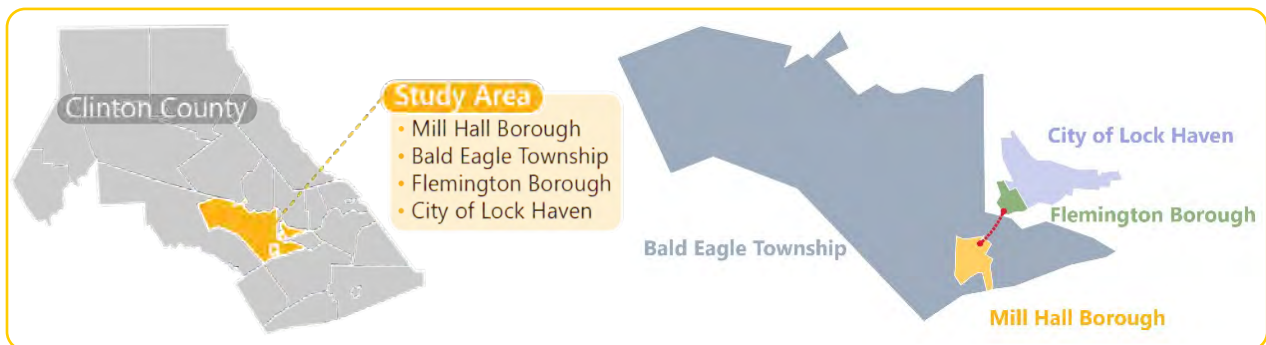 Clinton County
Study Area
• Mill Hall Borough
• Bald Eagle Township
• Flemington Borough
• City of Lock Haven
City of Lock Haven
Flemington Borough
Bald Eagle Township
Mill Hall Borough